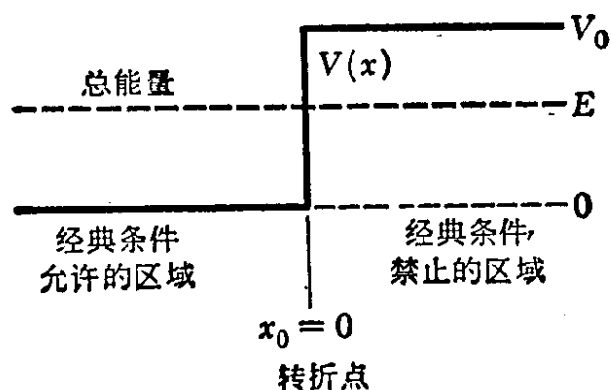 V₀
V(x)
总能量
E
0
经典条件
允许的区域
经典条件,
禁止的区域
x₀ = 0
转折点